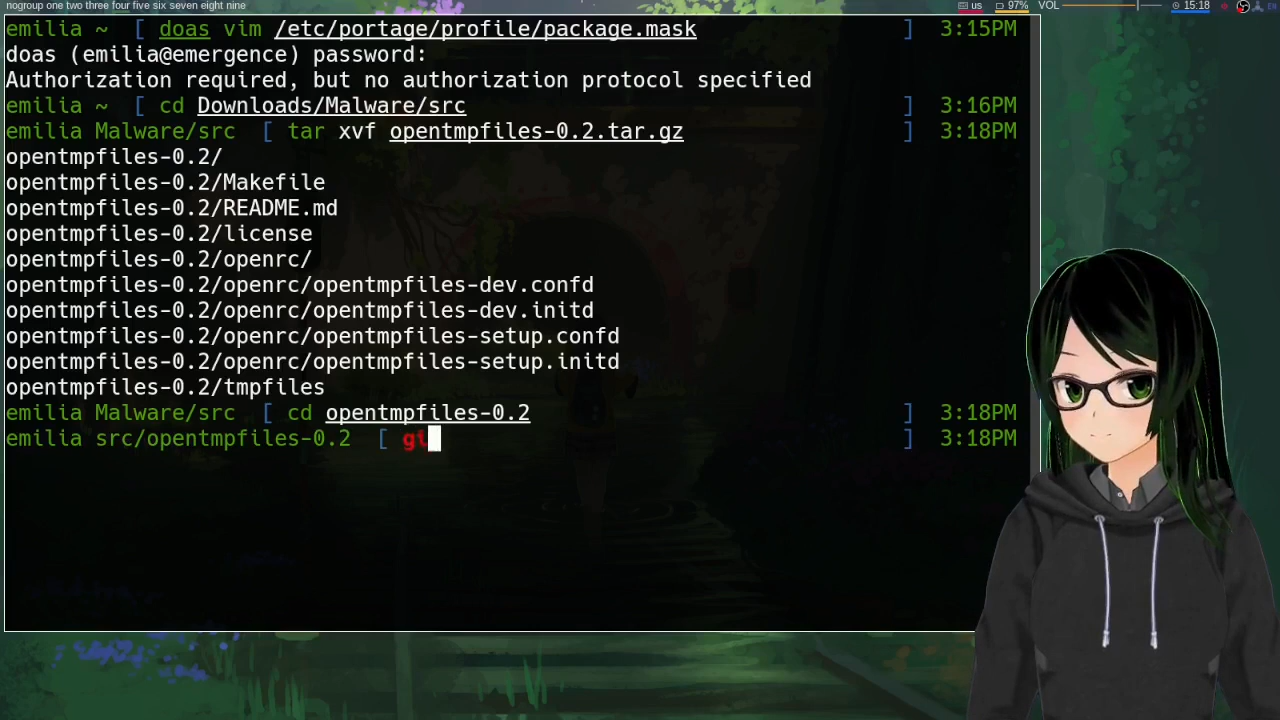 nogroup one two three four five six seven eight nine us 97% VOL 15:18
emilia ~ [ doas vim /etc/portage/profile/package.mask ] 3:15PM
doas (emilia@emergence) password:
Authorization required, but no authorization protocol specified
emilia ~ [ cd Downloads/Malware/src ] 3:16PM
emilia Malware/src [ tar xvf opentmpfiles-0.2.tar.gz ] 3:18PM
opentmpfiles-0.2/
opentmpfiles-0.2/Makefile
opentmpfiles-0.2/README.md
opentmpfiles-0.2/license
opentmpfiles-0.2/openrc/
opentmpfiles-0.2/openrc/opentmpfiles-dev.confd
opentmpfiles-0.2/openrc/opentmpfiles-dev.initd
opentmpfiles-0.2/openrc/opentmpfiles-setup.confd
opentmpfiles-0.2/openrc/opentmpfiles-setup.initd
opentmpfiles-0.2/tmpfiles
emilia Malware/src [ cd opentmpfiles-0.2 ] 3:18PM
emilia src/opentmpfiles-0.2 [ gi ] 3:18PM